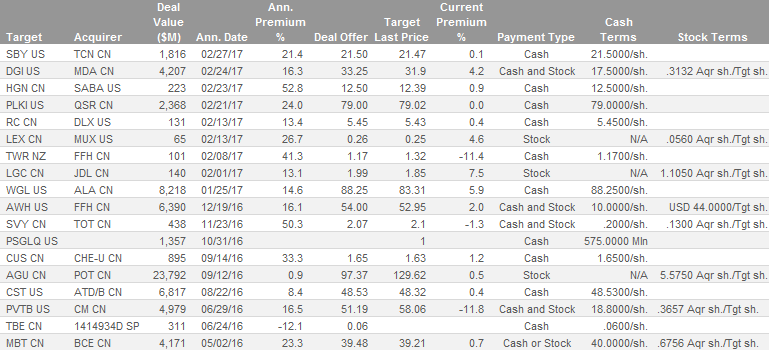 Deal Ann. Target Current
Value Premium Target Premium Cash
Target Acquirer ($M) Ann. Date % Deal Offer Last Price % Payment Type Terms Stock Terms
SBY US TCN CN 1,816 02/27/17 21.4 21.50 21.47 0.1 Cash 21.5000/sh.
DGI US MDA CN 4,207 02/24/17 16.3 33.25 31.9 4.2 Cash and Stock 17.5000/sh. .3132 Aqr sh./Tgt sh.
HGN CN SABA US 223 02/23/17 52.8 12.50 12.39 0.9 Cash 12.5000/sh.
PLKI US QSR CN 2,368 02/21/17 24.0 79.00 79.02 0.0 Cash 79.0000/sh.
RC CN DLX US 131 02/13/17 13.4 5.45 5.43 0.4 Cash 5.4500/sh.
LEX CN MUX US 65 02/13/17 26.7 0.26 0.25 4.6 Stock N/A .0560 Aqr sh./Tgt sh.
TWR NZ FFH CN 101 02/08/17 41.3 1.17 1.32 -11.4 Cash 1.1700/sh.
LGC CN JDL CN 140 02/01/17 13.1 1.99 1.85 7.5 Stock N/A 1.1050 Aqr sh./Tgt sh.
WGL US ALA CN 8,218 01/25/17 14.6 88.25 83.31 5.9 Cash 88.2500/sh.
AWH US FFH CN 6,390 12/19/16 16.1 54.00 52.95 2.0 Cash and Stock 10.0000/sh. USD 44.0000/Tgt sh.
SVY CN TOT CN 438 11/23/16 50.3 2.07 2.1 -1.3 Cash and Stock .2000/sh. .1300 Aqr sh./Tgt sh.
PSGLQ US 1,357 10/31/16 1 Cash 575.0000 Mln
CUS CN CHE-U CN 895 09/14/16 33.3 1.65 1.63 1.2 Cash 1.6500/sh.
AGU CN POT CN 23,792 09/12/16 0.9 97.37 129.62 0.5 Stock N/A 5.5750 Aqr sh./Tgt sh.
CST US ATD/B CN 6,817 08/22/16 8.4 48.53 48.32 0.4 Cash 48.5300/sh.
PVTB US CM CN 4,979 06/29/16 16.5 51.19 58.06 -11.8 Cash and Stock 18.8000/sh. .3657 Aqr sh./Tgt sh.
TBE CN 1414934D SP 311 06/24/16 -12.1 0.06 Cash .0600/sh.
MBT CN BCE CN 4,171 05/02/16 23.3 39.48 39.21 0.7 Cash or Stock 40.0000/sh. .6756 Aqr sh./Tgt sh.